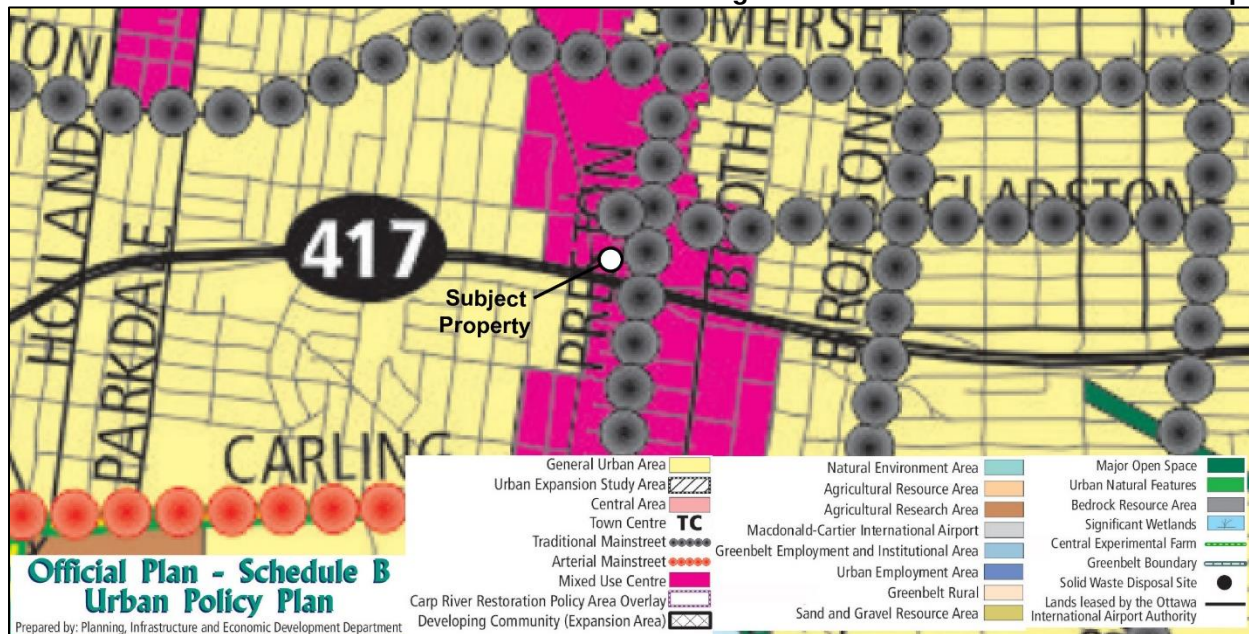 SOMERSET
HOLLAND
PARKDALE
417
PRESTON
BOOTH
BRONSON
GLADSTON
Subject
Property
CARLING
General Urban Area
Urban Expansion Study Area
Central Area
Town Centre TC
Traditional Mainstreet
Arterial Mainstreet
Mixed Use Centre
Carp River Restoration Policy Area Overlay
Developing Community (Expansion Area)
Natural Environment Area
Agricultural Resource Area
Agricultural Research Area
Macdonald-Cartier International Airport
Greenbelt Employment and Institutional Area
Urban Employment Area
Greenbelt Rural
Sand and Gravel Resource Area
Major Open Space
Urban Natural Features
Bedrock Resource Area
Significant Wetlands
Central Experimental Farm
Greenbelt Boundary
Solid Waste Disposal Site
Lands leased by the Ottawa
International Airport Authority
Official Plan - Schedule B
Urban Policy Plan
Prepared by: Planning, Infrastructure and Economic Development Department